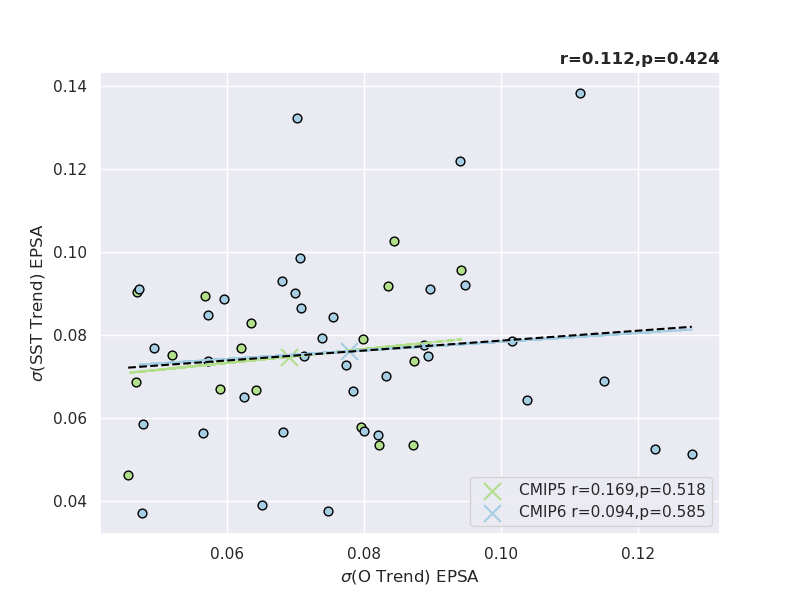 r=0.112,p=0.424
0.14
0.12
0.10
0.08
0.06
0.04
σ(SST Trend) EPSA
CMIP5 r=0.169,p=0.518
CMIP6 r=0.094,p=0.585
0.06 0.08 0.10 0.12
σ(O Trend) EPSA